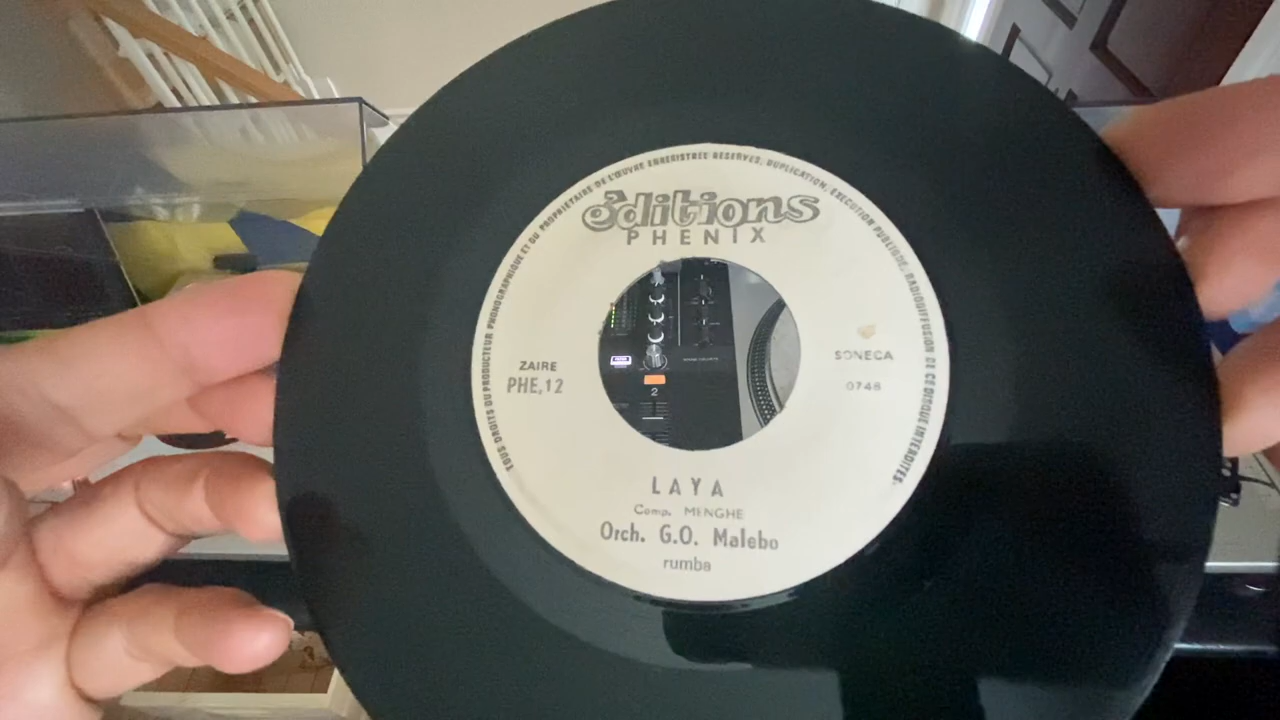 TOUS DROITS DU PRODUCTEUR PHONOGRAPHIQUE ET DU PROPRIETAIRE DE L'ŒUVRE ENREGISTREE RESERVES, DUPLICATION, EXECUTION PUBLIQUE, RADIODIFFUSION DE CE DISQUE INTERDITES.
éditions
PHENIX
ZAIRE
PHE,12
SONECA
0748
2
LAYA
Comp. MENGHE
Orch. G.O. Malebo
rumba